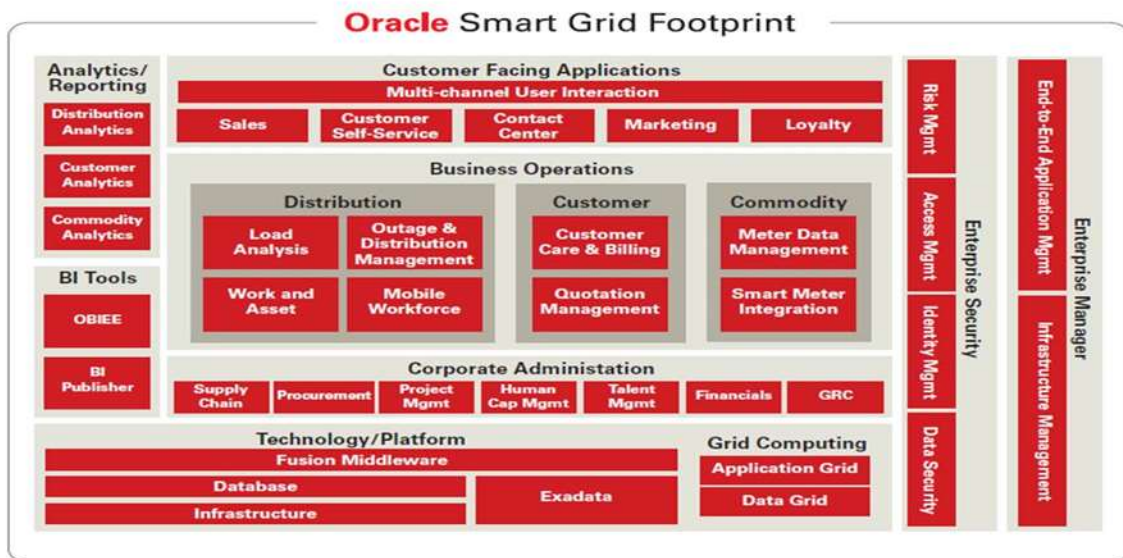 Oracle Smart Grid Footprint
Analytics/
Reporting
Distribution
Analytics
Customer
Analytics
Commodity
Analytics
BI Tools
OBIEE
BI
Publisher
Customer Facing Applications
Multi-channel User Interaction
Sales
Customer
Self-Service
Contact
Center
Marketing
Loyalty
Business Operations
Distribution
Load
Analysis
Outage &
Distribution
Management
Work and
Asset
Mobile
Workforce
Customer
Customer
Care & Billing
Quotation
Management
Commodity
Meter Data
Management
Smart Meter
Integration
Corporate Administation
Supply
Chain
Procurement
Project
Mgmt
Human
Cap Mgmt
Talent
Mgmt
Financials
GRC
Technology/Platform
Fusion Middleware
Database
Infrastructure
Exadata
Grid Computing
Application Grid
Data Grid
Risk Mgmt
Access Mgmt
Identity Mgmt
Data Security
Enterprise Security
End-to-End Application Mgmt
Infrastructure Management
Enterprise Manager